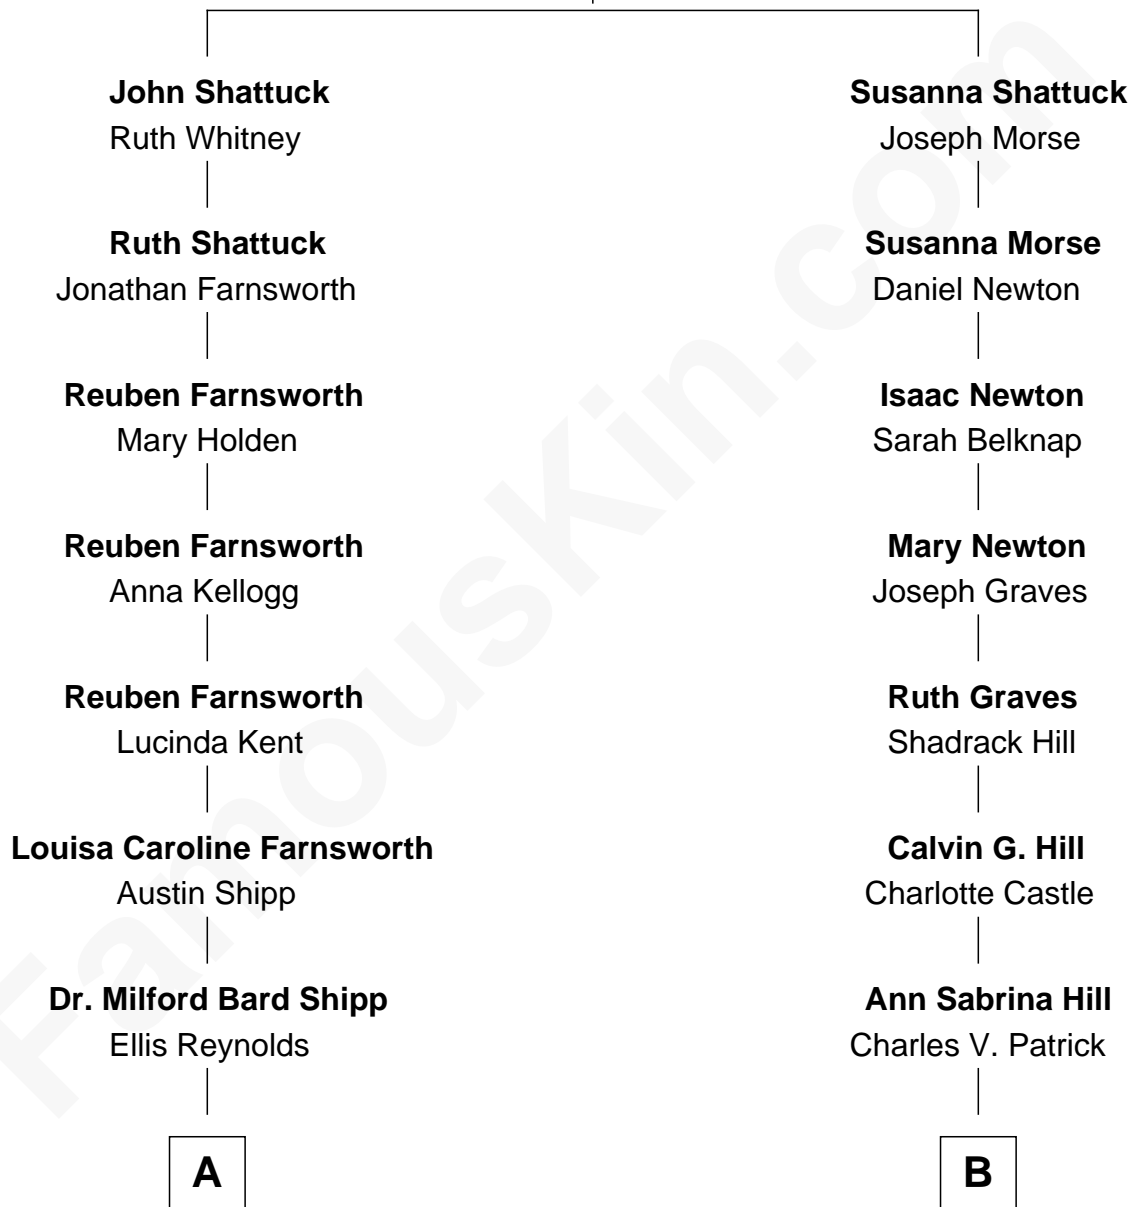 John Shattuck
Ruth Whitney
Susanna Shattuck
Joseph Morse
Ruth Shattuck
Jonathan Farnsworth
Susanna Morse
Daniel Newton
Reuben Farnsworth
Mary Holden
Isaac Newton
Sarah Belknap
Reuben Farnsworth
Anna Kellogg
Mary Newton
Joseph Graves
Reuben Farnsworth
Lucinda Kent
Ruth Graves
Shadrack Hill
Louisa Caroline Farnsworth
Austin Shipp
Calvin G. Hill
Charlotte Castle
Dr. Milford Bard Shipp
Ellis Reynolds
Ann Sabrina Hill
Charles V. Patrick
A
B
FamousKin.com